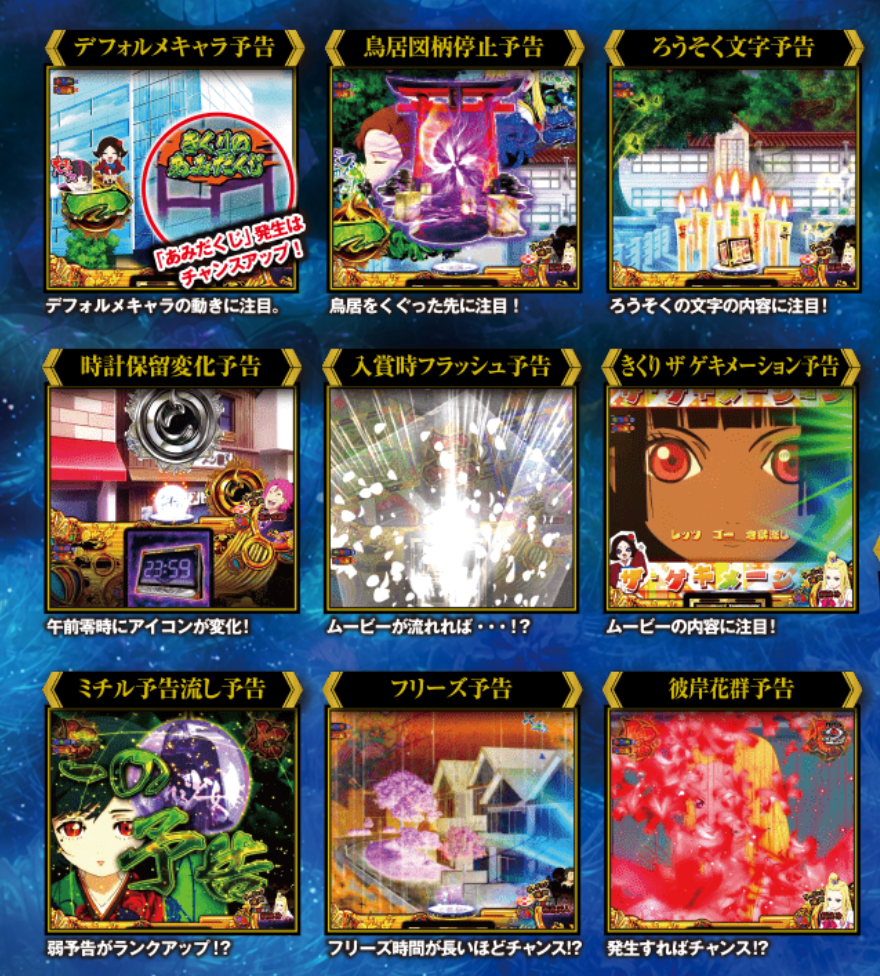 デフォルメキャラ予告
きくりの
あみだくじ
「あみだくじ」発生は
チャンスアップ!
デフォルメキャラの動きに注目。
鳥居図柄停止予告
鳥居をくぐった先に注目!
ろうそく文字予告
ろうそくの文字の内容に注目!
時計保留変化予告
23:59
午前零時にアイコンが変化!
入賞時フラッシュ予告
ムービーが流れれば・・・!?
きくり ザ ゲキメーション予告
レッツ ゴー 地獄流し
ザ・ゲキメーシ
ムービーの内容に注目!
ミチル予告流し予告
この
予告
弱予告がランクアップ!?
フリーズ予告
フリーズ時間が長いほどチャンス!?
彼岸花群予告
発生すればチャンス!?